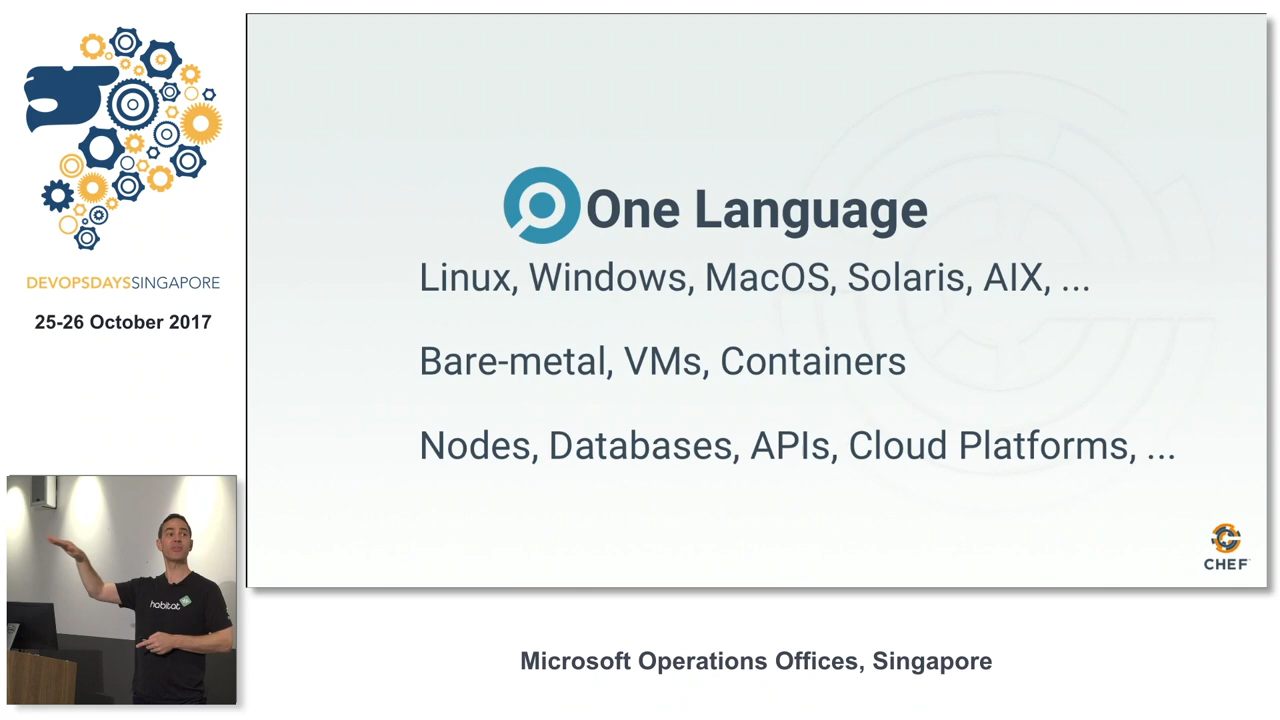 DEVOPSDAYSSINGAPORE
25-26 October 2017
One Language
Linux, Windows, MacOS, Solaris, AIX, ...
Bare-metal, VMs, Containers
Nodes, Databases, APIs, Cloud Platforms, ...
CHEF
habitat
Microsoft Operations Offices, Singapore